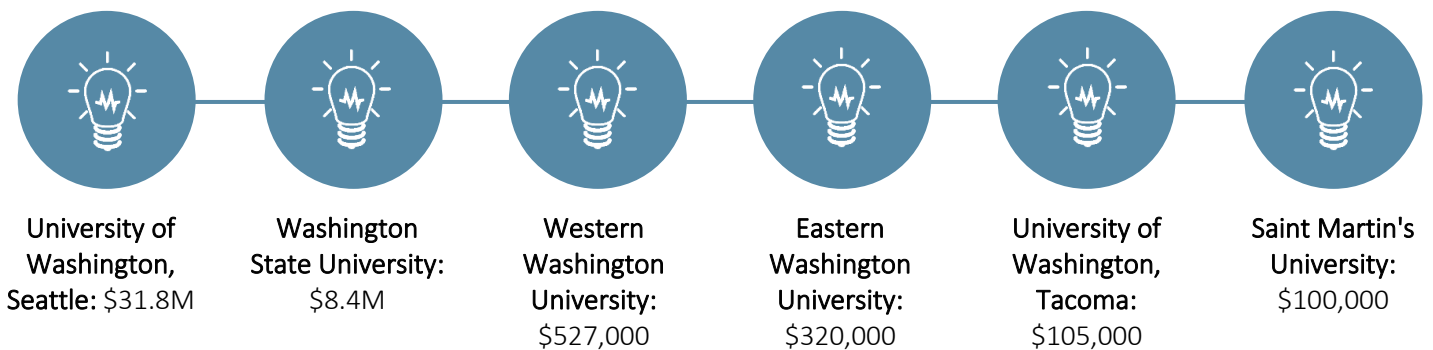 University of
Washington,
Seattle: $31.8M
Washington
State University:
$8.4M
Western
Washington
University:
$527,000
Eastern
Washington
University:
$320,000
University of
Washington,
Tacoma:
$105,000
Saint Martin's
University:
$100,000